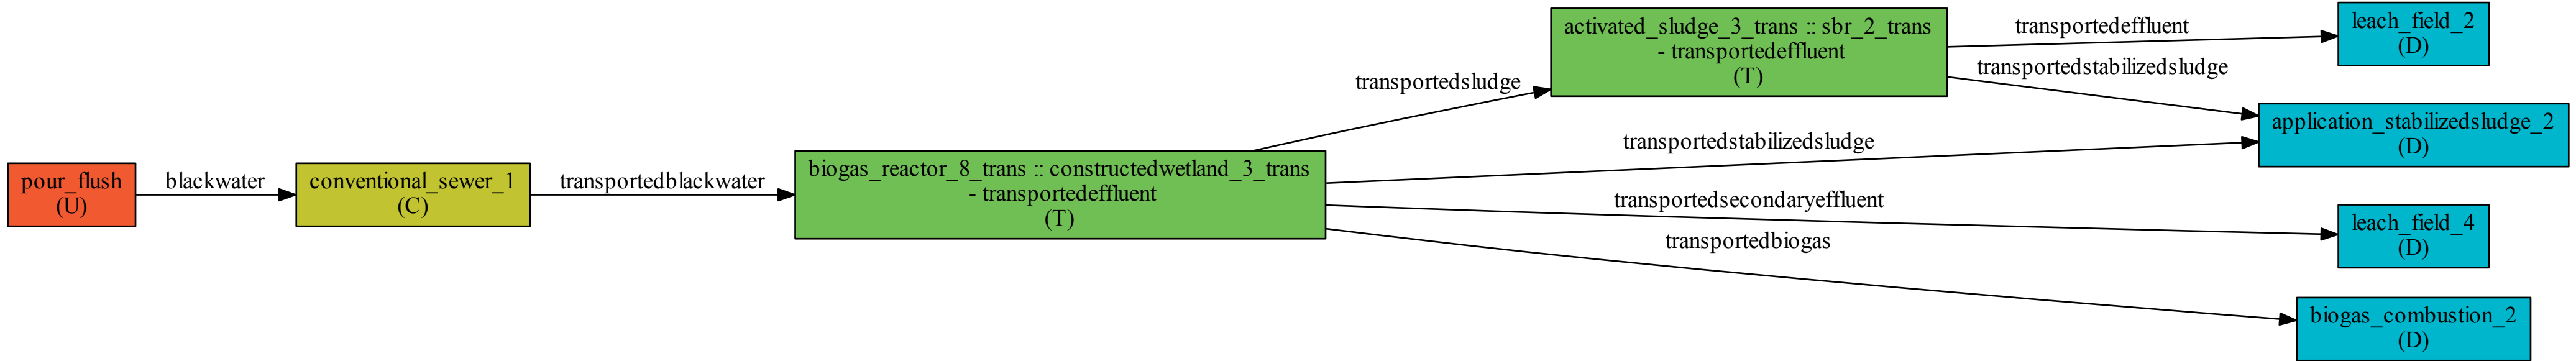 pour_flush
(U)
blackwater
conventional_sewer_1
(C)
transportedblackwater
biogas_reactor_8_trans :: constructedwetland_3_trans
- transportedeffluent
(T)
transportedsludge
activated_sludge_3_trans :: sbr_2_trans
- transportedeffluent
(T)
transportedeffluent
transportedstabilizedsludge
transportedstabilizedsludge
transportedsecondaryeffluent
transportedbiogas
leach_field_2
(D)
application_stabilizedsludge_2
(D)
leach_field_4
(D)
biogas_combustion_2
(D)